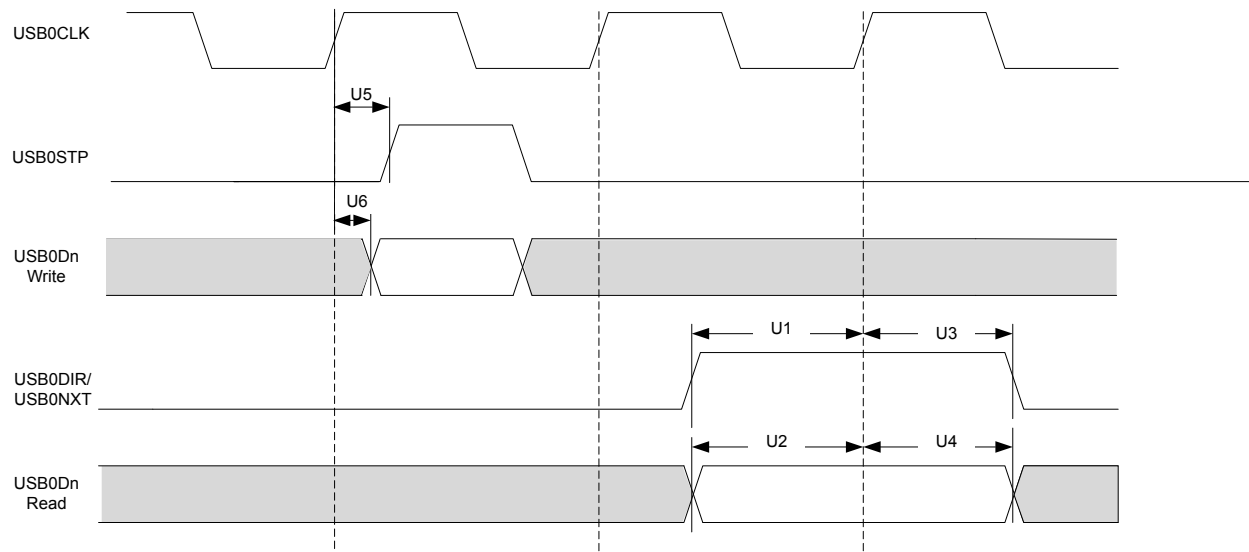 USB0CLK
U5
USB0STP
U6
USB0Dn
Write
U1
U3
USB0DIR/
USB0NXT
U2
U4
USB0Dn
Read